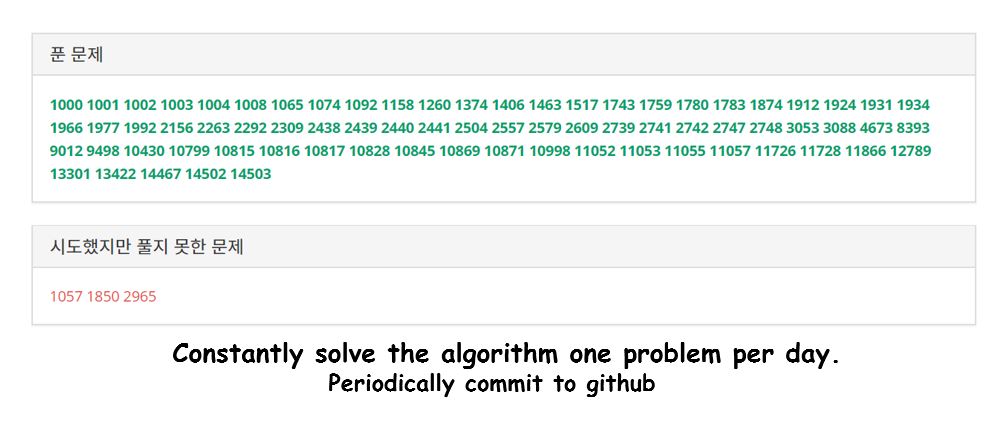 푼 문제
1000 1001 1002 1003 1004 1008 1065 1074 1092 1158 1260 1374 1406 1463 1517 1743 1759 1780 1783 1874 1912 1924 1931 1934
1966 1977 1992 2156 2263 2292 2309 2438 2439 2440 2441 2504 2557 2579 2609 2739 2741 2742 2747 2748 3053 3088 4673 8393
9012 9498 10430 10799 10815 10816 10817 10828 10845 10869 10871 10998 11052 11053 11055 11057 11726 11728 11866 12789
13301 13422 14467 14502 14503
시도했지만 풀지 못한 문제
1057 1850 2965
Constantly solve the algorithm one problem per day.
Periodically commit to github